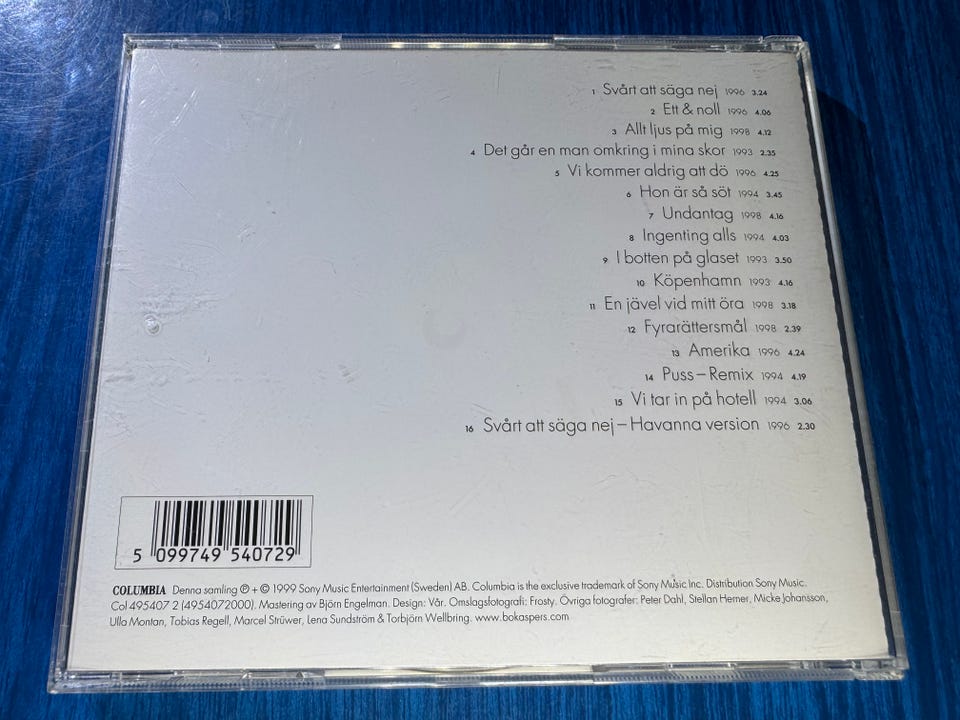 1 Svårt att säga nej 1996 3.24
2 Ett & noll 1996 4.06
3 Allt ljus på mig 1998 4.12
4 Det går en man omkring i mina skor 1993 2.35
5 Vi kommer aldrig att dö 1996 4.25
6 Hon är så söt 1994 3.45
7 Undantag 1998 4.16
8 Ingenting alls 1994 4.03
9 I botten på glaset 1993 3.50
10 Köpenhamn 1993 4.16
11 En jävel vid mitt öra 1998 3.18
12 Fyrarättersmål 1998 2.39
13 Amerika 1996 4.24
14 Puss – Remix 1994 4.19
15 Vi tar in på hotell 1994 3.06
16 Svårt att säga nej – Havanna version 1996 2.30
5 099749 540729
COLUMBIA Denna samling ℗ + © 1999 Sony Music Entertainment (Sweden) AB. Columbia is the exclusive trademark of Sony Music Inc. Distribution Sony Music.
Col 495407 2 (4954072000). Mastering av Björn Engelman. Design: Vår. Omslagsfotografi: Frosty. Övriga fotografer: Peter Dahl, Stellan Herner, Micke Johansson,
Ulla Montan, Tobias Regell, Marcel Strüwer, Lena Sundström & Torbjörn Wellbring. www.bokaspers.com